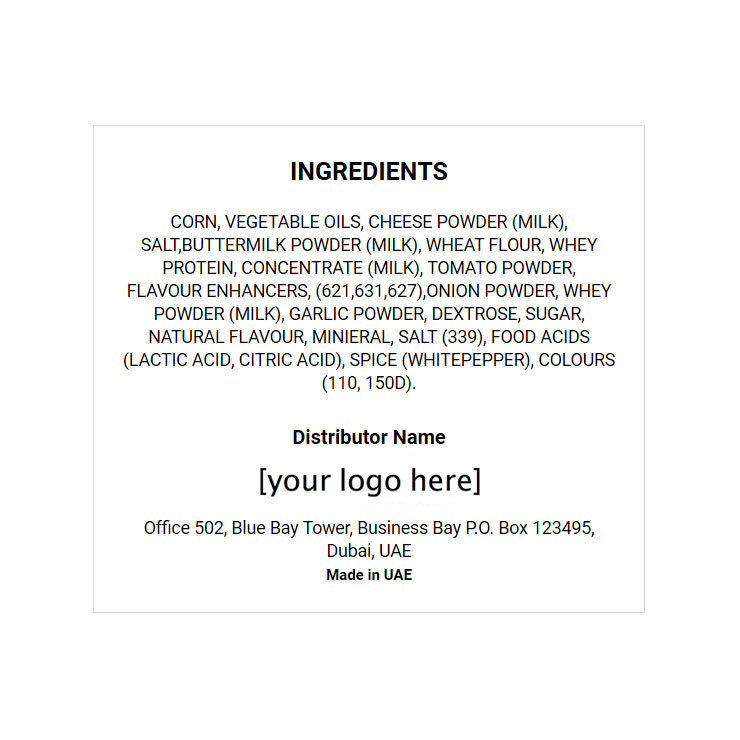 INGREDIENTS
CORN, VEGETABLE OILS, CHEESE POWDER (MILK),
SALT,BUTTERMILK POWDER (MILK), WHEAT FLOUR, WHEY
PROTEIN, CONCENTRATE (MILK), TOMATO POWDER,
FLAVOUR ENHANCERS, (621,631,627),ONION POWDER, WHEY
POWDER (MILK), GARLIC POWDER, DEXTROSE, SUGAR,
NATURAL FLAVOUR, MINIERAL, SALT (339), FOOD ACIDS
(LACTIC ACID, CITRIC ACID), SPICE (WHITEPEPPER), COLOURS
(110, 150D).
Distributor Name
[your logo here]
Office 502, Blue Bay Tower, Business Bay P.O. Box 123495,
Dubai, UAE
Made in UAE